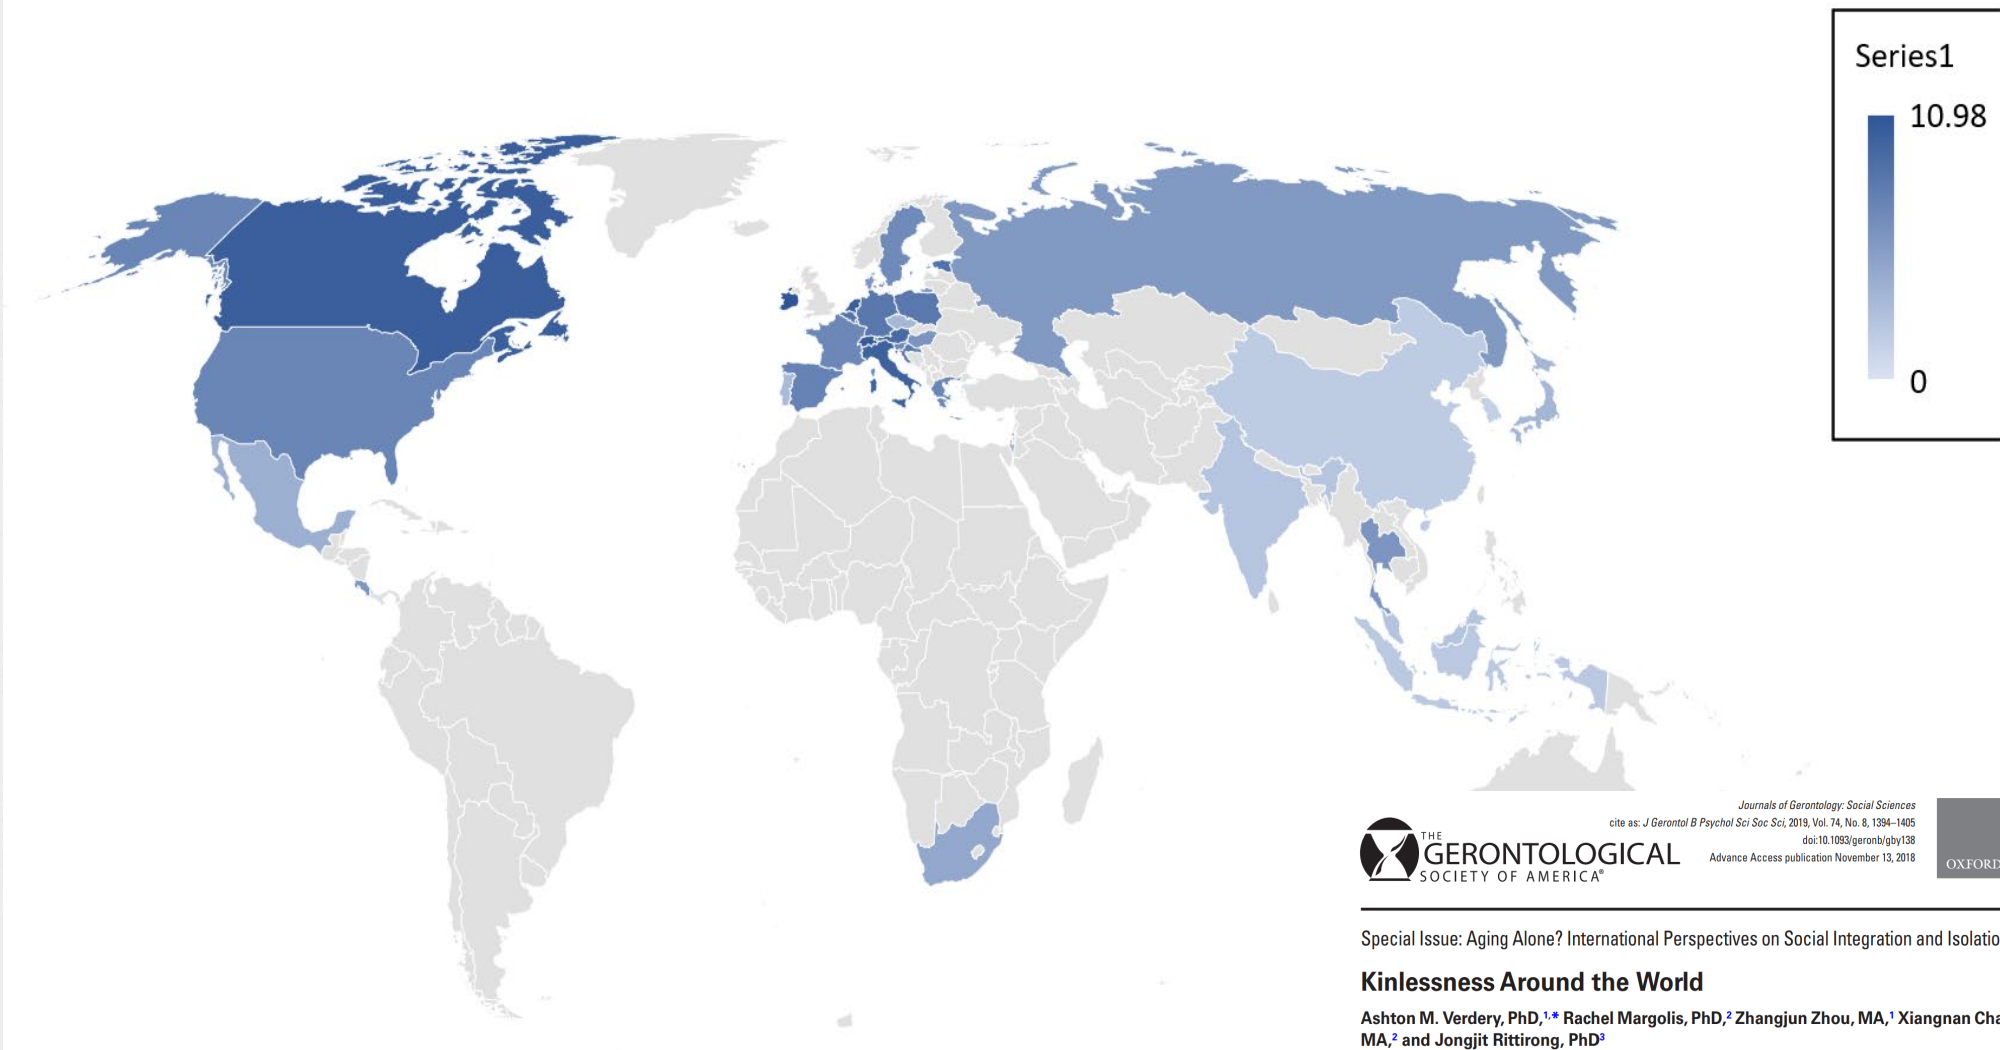 Series1
10.98
0
Journals of Gerontology: Social Sciences
cite as: J Gerontol B Psychol Sci Soc Sci, 2019, Vol. 74, No. 8, 1394–1405
doi:10.1093/geronb/gby138
Advance Access publication November 13, 2018
THE
GERONTOLOGICAL
SOCIETY OF AMERICA®
OXFORD
Special Issue: Aging Alone? International Perspectives on Social Integration and Isolatio
Kinlessness Around the World
Ashton M. Verdery, PhD,1,* Rachel Margolis, PhD,2 Zhangjun Zhou, MA,1 Xiangnan Cha
MA,2 and Jongjit Rittirong, PhD3